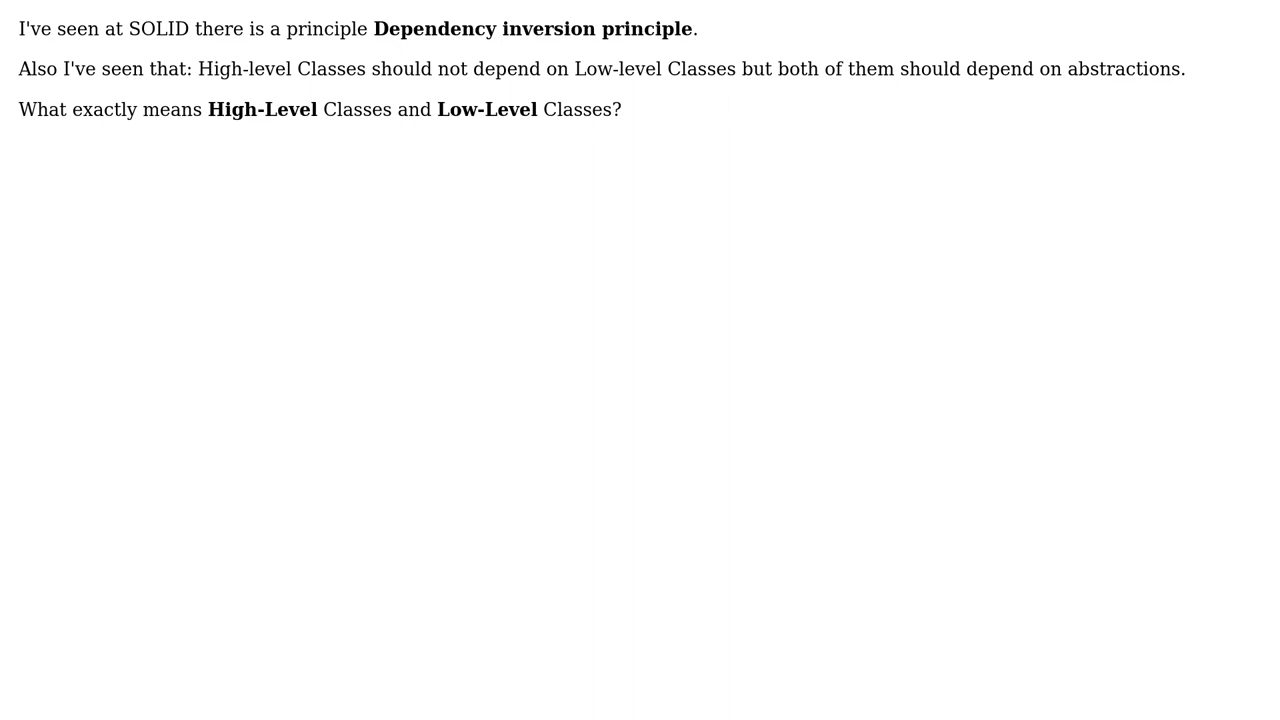 I've seen at SOLID there is a principle Dependency inversion principle.
Also I've seen that: High-level Classes should not depend on Low-level Classes but both of them should depend on abstractions.
What exactly means High-Level Classes and Low-Level Classes?